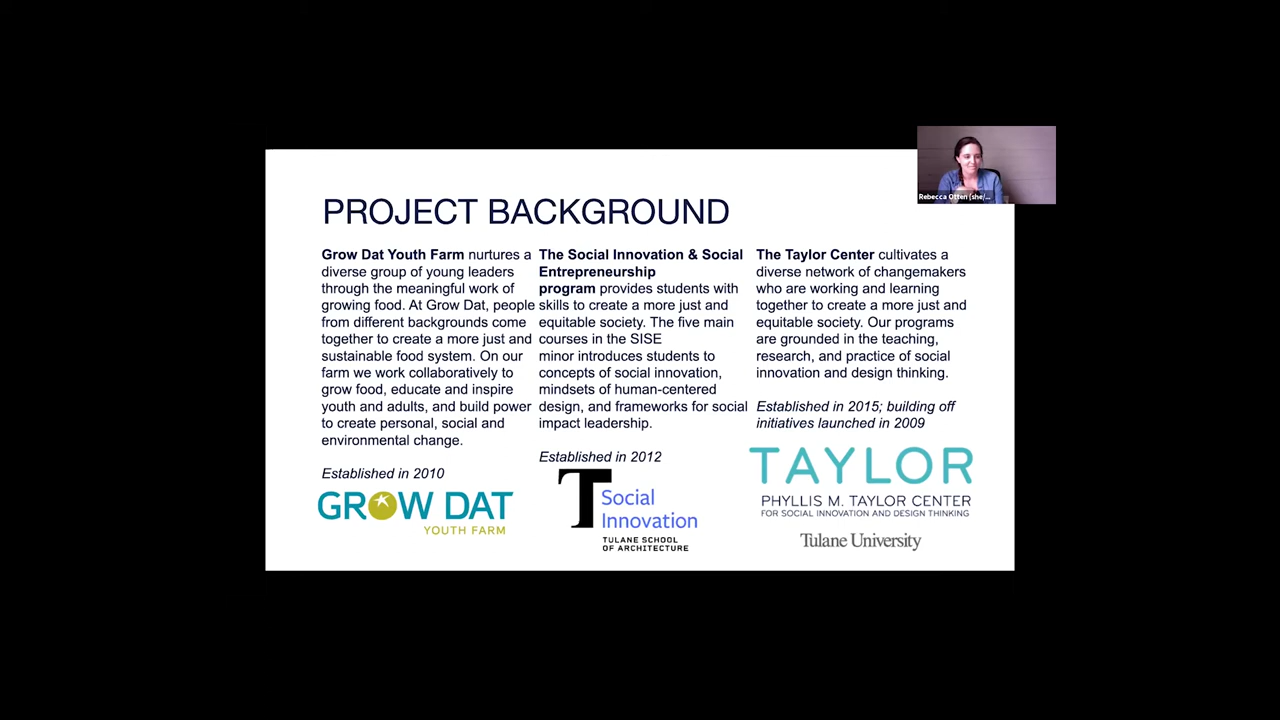 Rebecca Otten (she/...
PROJECT BACKGROUND
Grow Dat Youth Farm nurtures a
diverse group of young leaders
through the meaningful work of
growing food. At Grow Dat, people
from different backgrounds come
together to create a more just and
sustainable food system. On our
farm we work collaboratively to
grow food, educate and inspire
youth and adults, and build power
to create personal, social and
environmental change.
Established in 2010
GROW DAT
YOUTH FARM
The Social Innovation & Social
Entrepreneurship
program provides students with
skills to create a more just and
equitable society. The five main
courses in the SISE
minor introduces students to
concepts of social innovation,
mindsets of human-centered
design, and frameworks for social
impact leadership.
Established in 2012
T
Social
Innovation
TULANE SCHOOL
OF ARCHITECTURE
The Taylor Center cultivates a
diverse network of changemakers
who are working and learning
together to create a more just and
equitable society. Our programs
are grounded in the teaching,
research, and practice of social
innovation and design thinking.
Established in 2015; building off
initiatives launched in 2009
TAYLOR
PHYLLIS M. TAYLOR CENTER
FOR SOCIAL INNOVATION AND DESIGN THINKING
Tulane University